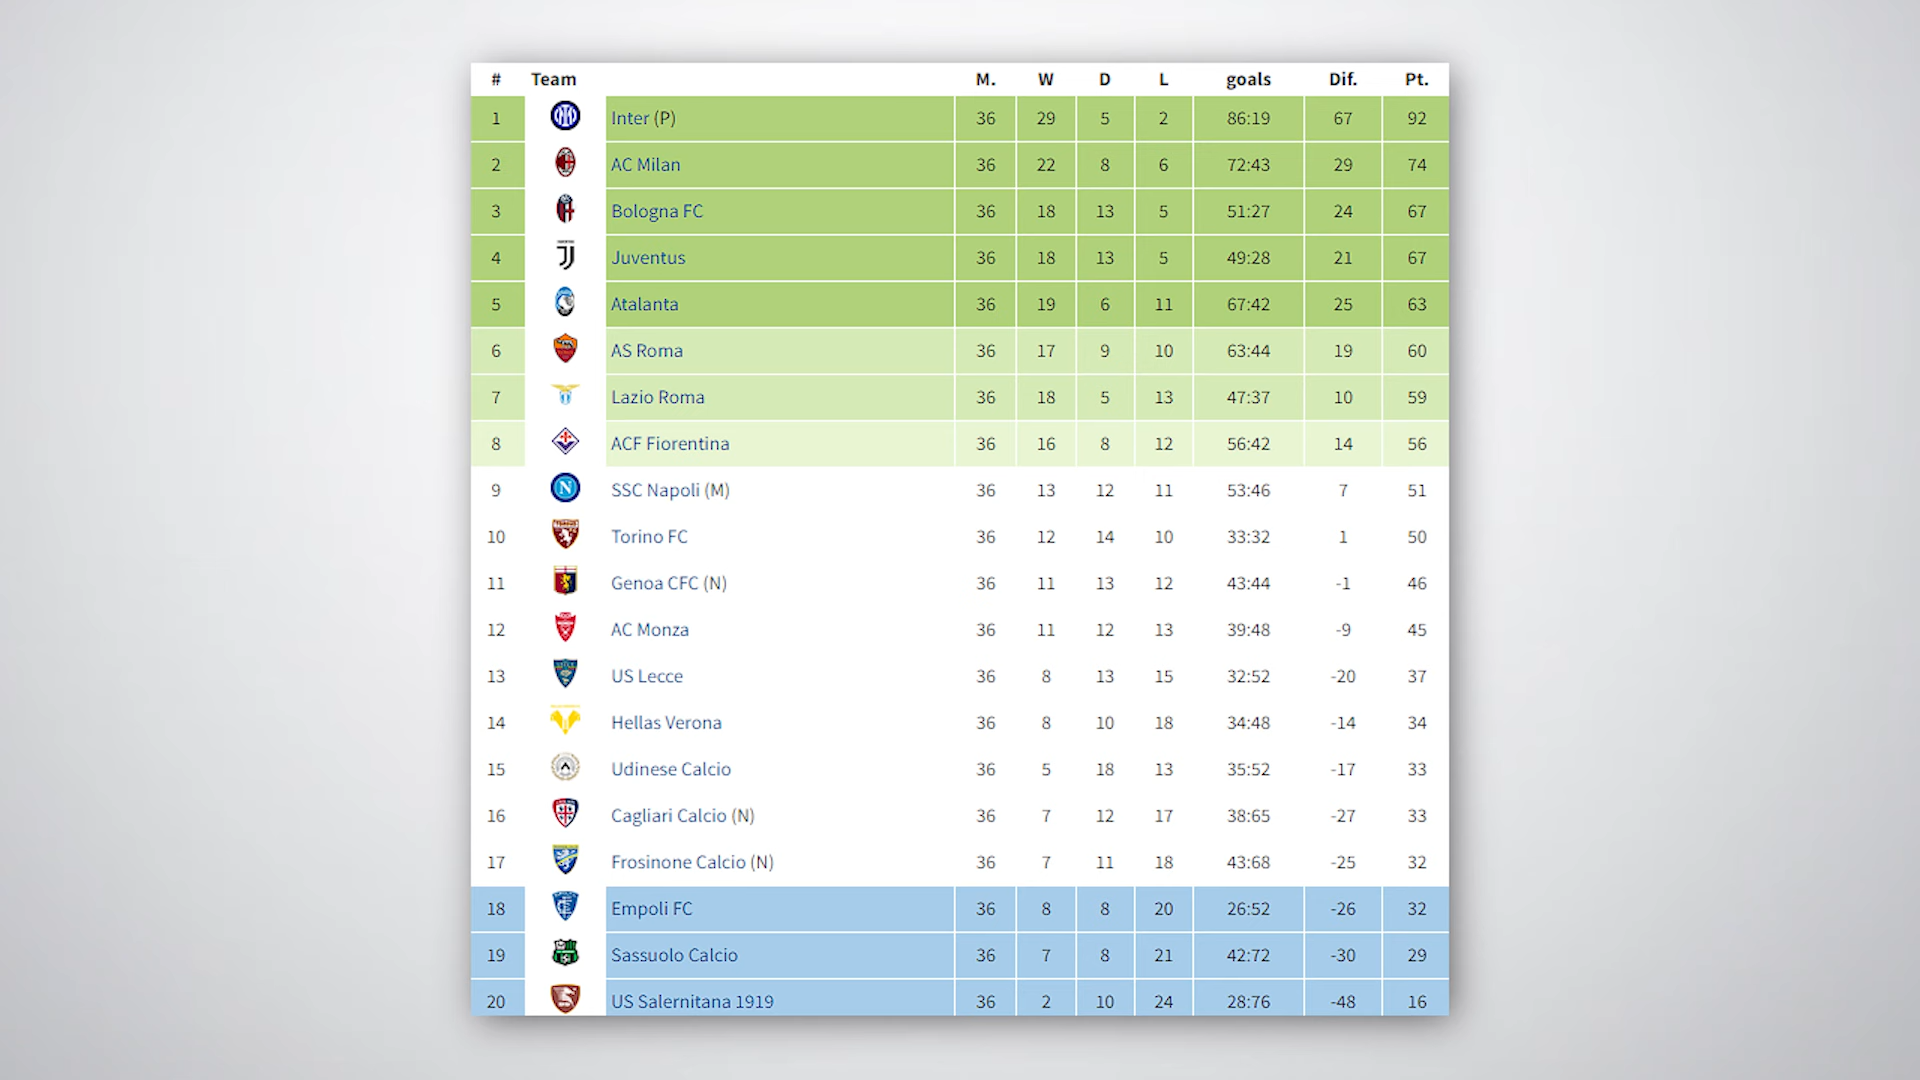 # Team M. W D L goals Dif. Pt.
1 Inter (P) 36 29 5 2 86:19 67 92
2 AC Milan 36 22 8 6 72:43 29 74
3 Bologna FC 36 18 13 5 51:27 24 67
4 Juventus 36 18 13 5 49:28 21 67
5 Atalanta 36 19 6 11 67:42 25 63
6 AS Roma 36 17 9 10 63:44 19 60
7 Lazio Roma 36 18 5 13 47:37 10 59
8 ACF Fiorentina 36 16 8 12 56:42 14 56
9 SSC Napoli (M) 36 13 12 11 53:46 7 51
10 Torino FC 36 12 14 10 33:32 1 50
11 Genoa CFC (N) 36 11 13 12 43:44 -1 46
12 AC Monza 36 11 12 13 39:48 -9 45
13 US Lecce 36 8 13 15 32:52 -20 37
14 Hellas Verona 36 8 10 18 34:48 -14 34
15 Udinese Calcio 36 5 18 13 35:52 -17 33
16 Cagliari Calcio (N) 36 7 12 17 38:65 -27 33
17 Frosinone Calcio (N) 36 7 11 18 43:68 -25 32
18 Empoli FC 36 8 8 20 26:52 -26 32
19 Sassuolo Calcio 36 7 8 21 42:72 -30 29
20 US Salernitana 1919 36 2 10 24 28:76 -48 16